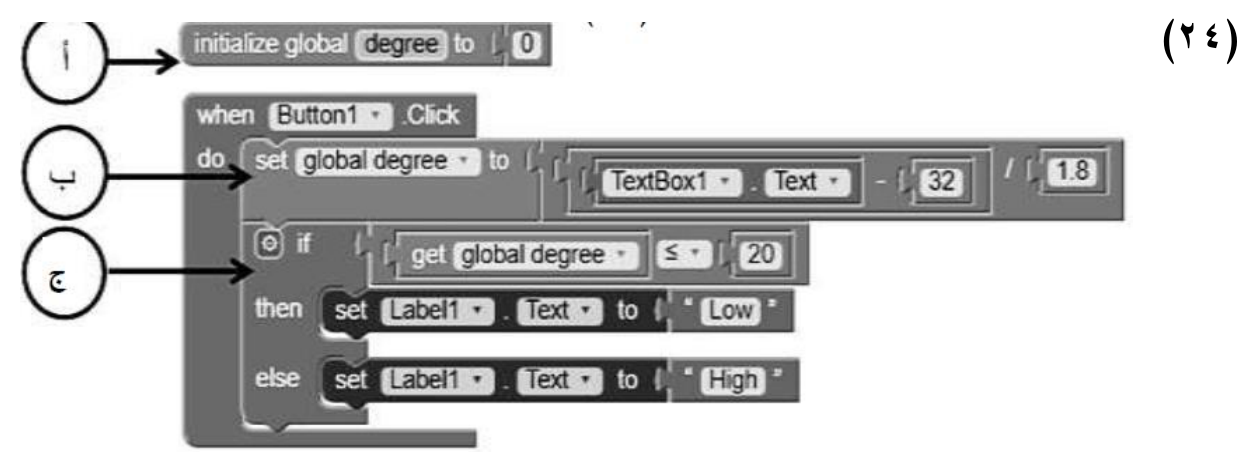 (٢٤)
أ
initialize global degree to 0
when Button1 .Click
ب
do set global degree to TextBox1 . Text - 32 / 1.8
ج
if get global degree ≤ 20
then set Label1 . Text to " Low "
else set Label1 . Text to " High "